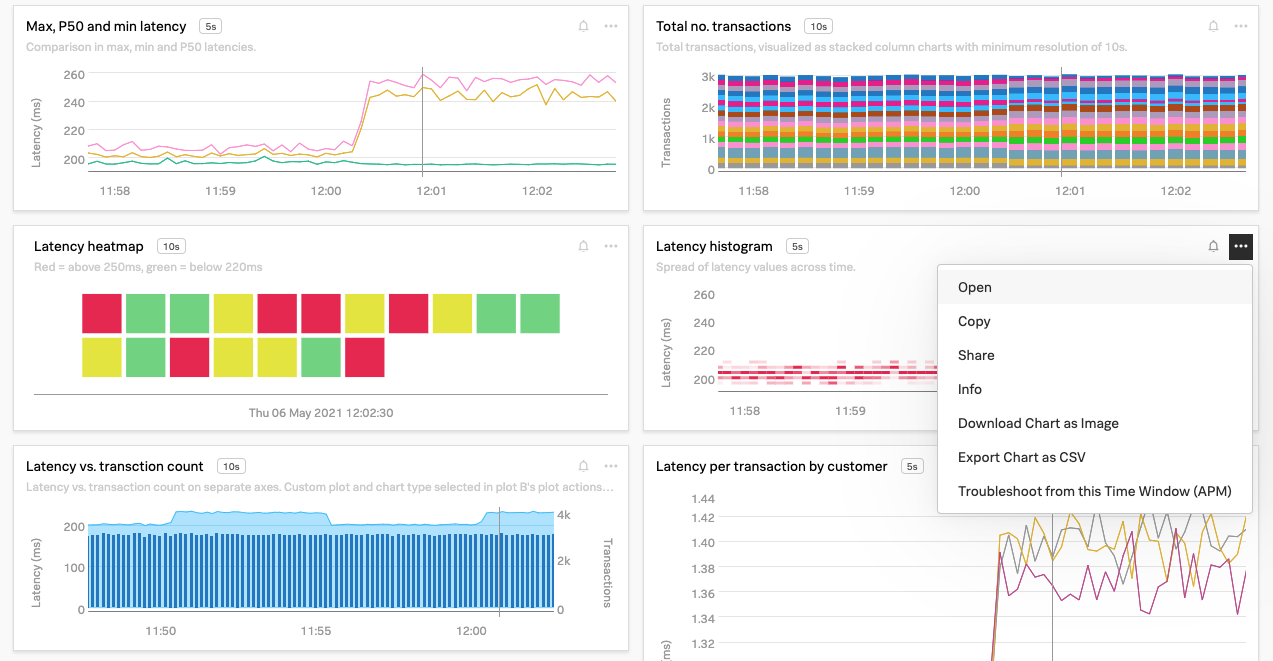 Max, P50 and min latency 5s
Comparison in max, min and P50 latencies.
Latency (ms)
260
240
220
200
11:58 11:59 12:00 12:01 12:02
Total no. transactions 10s
Total transactions, visualized as stacked column charts with minimum resolution of 10s.
Transactions
3k
2k
1k
0
11:58 11:59 12:00 12:01 12:02
Latency heatmap 10s
Red = above 250ms, green = below 220ms
Thu 06 May 2021 12:02:30
Latency histogram 5s
Spread of latency values across time.
Latency (ms)
260
240
220
200
11:58 11:59
Open
Copy
Share
Info
Download Chart as Image
Export Chart as CSV
Troubleshoot from this Time Window (APM)
Latency vs. transction count 10s
Latency vs. transaction count on separate axes. Custom plot and chart type selected in plot B's plot actions...
Latency (ms)
200
100
0
4k
2k
0
Transactions
11:50 11:55 12:00
Latency per transaction by customer 5s
1.44
1.42
1.40
1.38
1.36
1.34
1.32
ms)